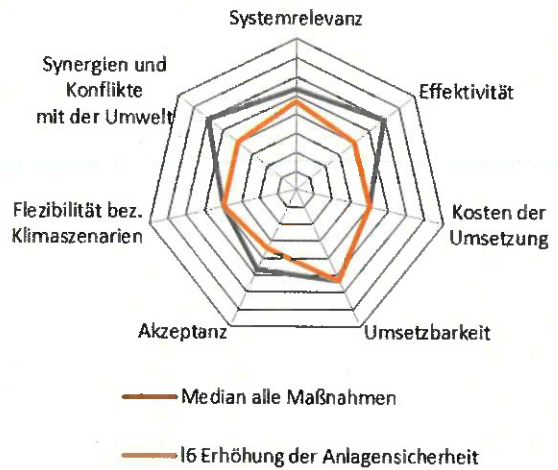 Systemrelevanz
Synergien und
Konflikte
mit der Umwelt
Effektivität
Flezibilität bez.
Klimaszenarien
Kosten der
Umsetzung
Akzeptanz
Umsetzbarkeit
Median alle Maßnahmen
I6 Erhöhung der Anlagensicherheit